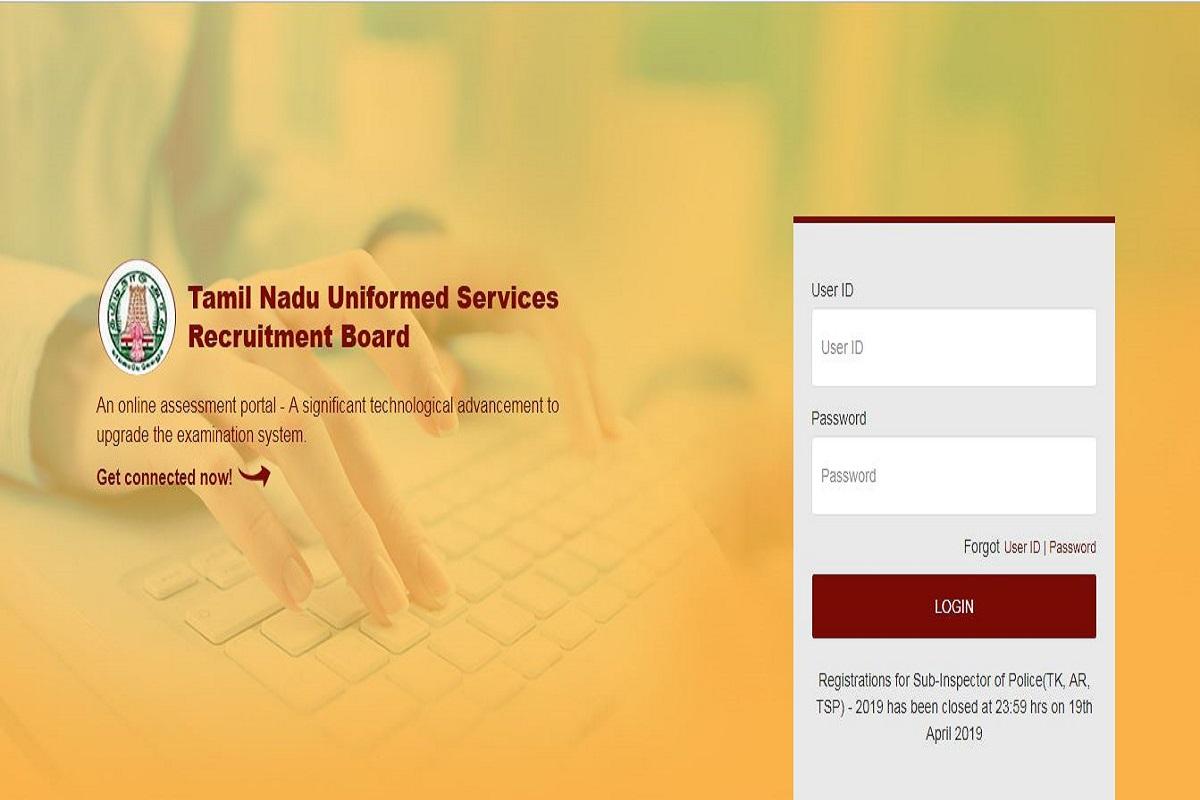 Tamil Nadu Uniformed Services
Recruitment Board
An online assessment portal - A significant technological advancement to
upgrade the examination system.
Get connected now!
User ID
User ID
Password
Password
Forgot User ID | Password
LOGIN
Registrations for Sub-Inspector of Police(TK, AR,
TSP) - 2019 has been closed at 23:59 hrs on 19th
April 2019